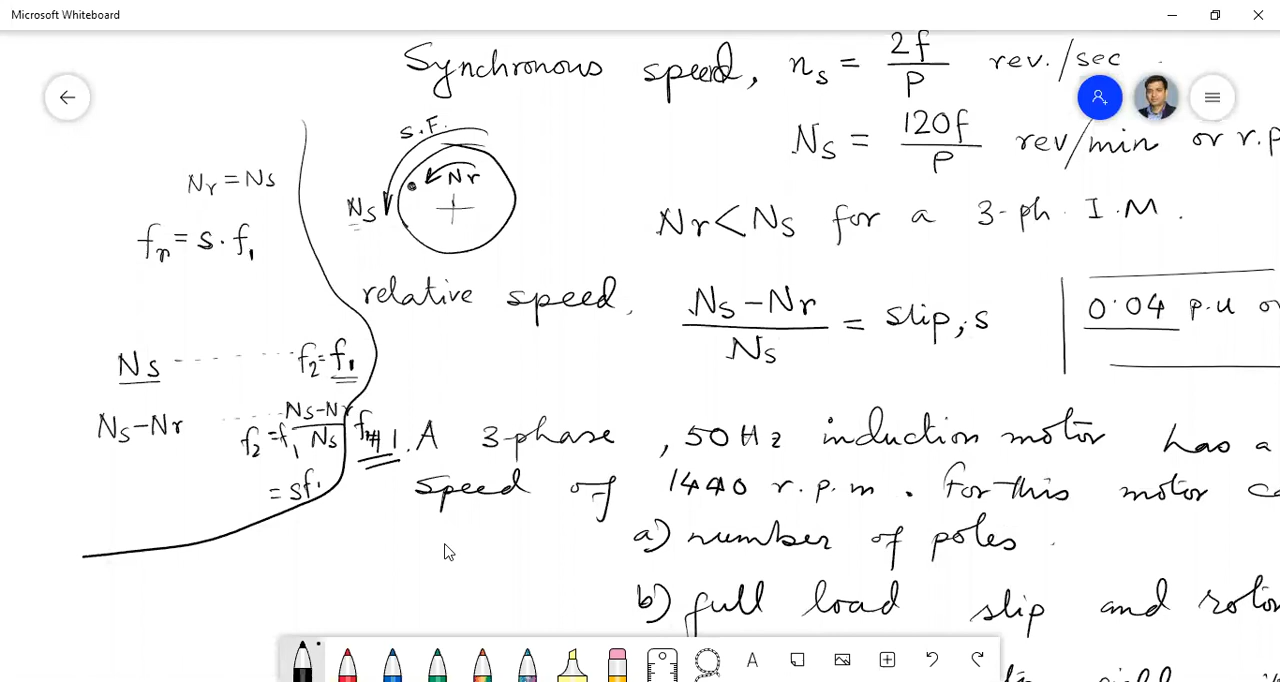 Microsoft Whiteboard
Synchronous speed, ns = 2f/P rev./sec
Ns = 120f/P rev/min or r.p
S.F.
Nr
Ns
Nr = Ns
fr = s. f1
Nr < Ns for a 3-ph. I.M.
relative speed, Ns-Nr/Ns = slip, s
0.04 p.u or
Ns f2 = f1
Ns-Nr f2 = f1 Ns-Nr/Ns
= sf1
#1. A 3-phase, 50Hz induction motor has a
speed of 1440 r.p.m. For this motor ca
a) number of poles.
b) full load slip and rotor
A